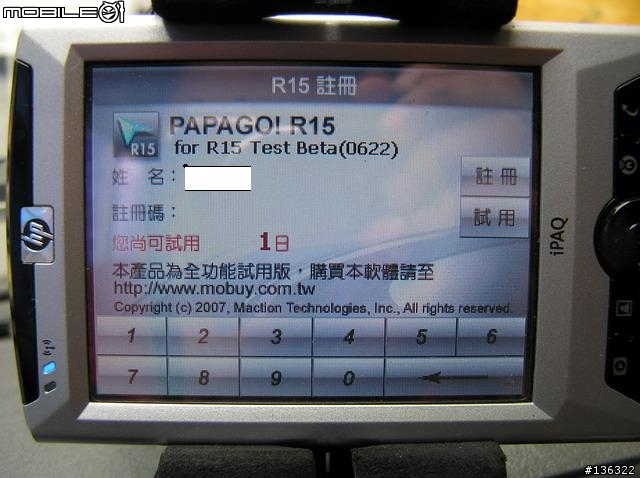 MOBILE01
R15 註冊
R15
PAPAGO! R15
for R15 Test Beta(0622)
姓 名：
註冊
註冊碼：
試用
您尚可試用 1日
本產品為全功能試用版，購買本軟體請至
http://www.mobuy.com.tw
Copyright (c) 2007, Maction Technologies, Inc., All rights reserved.
1 2 3 4 5 6
7 8 9 0
hp
iPAQ
#136322